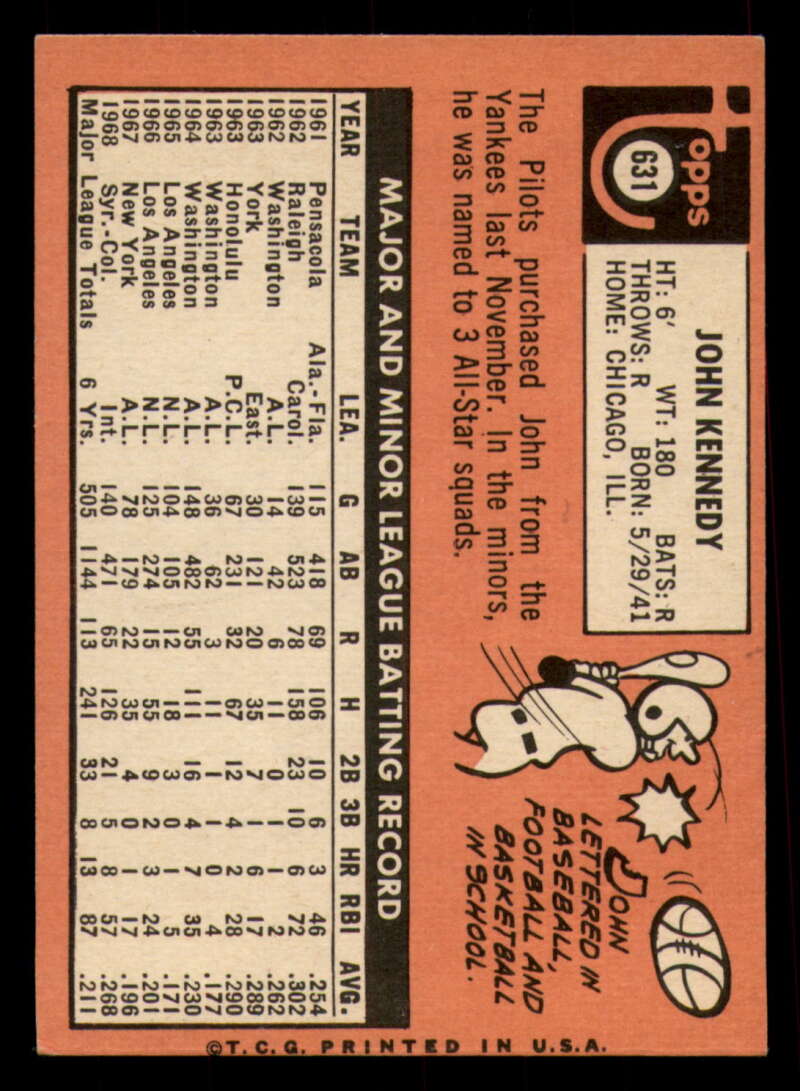 Topps
631
JOHN KENNEDY
HT: 6' WT: 180 BATS: R
THROWS: R BORN: 5/29/41
HOME: CHICAGO, ILL.
The Pilots purchased John from the
Yankees last November. In the minors,
he was named to 3 All-Star squads.
JOHN
LETTERED IN
BASEBALL,
FOOTBALL AND
BASKETBALL
IN SCHOOL.
MAJOR AND MINOR LEAGUE BATTING RECORD
YEAR TEAM LEA. G AB R H 2B 3B HR RBI AVG.
1961 Pensacola Ala.-Fla. 115 418 69 106 10 6 3 46 .254
1962 Raleigh Carol. 139 523 78 158 23 10 6 72 .302
1962 Washington A.L. 14 42 6 11 0 1 1 2 .262
1963 York East. 30 121 20 35 7 1 6 17 .289
1963 Honolulu P.C.L. 67 231 32 67 12 4 2 28 .290
1963 Washington A.L. 36 62 3 11 1 1 0 4 .177
1964 Washington A.L. 148 482 55 111 16 4 7 35 .230
1965 Los Angeles N.L. 104 105 12 18 3 0 1 5 .171
1966 Los Angeles N.L. 125 274 15 55 9 2 3 24 .201
1967 New York A.L. 78 179 22 35 4 0 1 17 .196
1968 Syr.-Col. Int. 140 471 65 126 21 5 8 57 .268
Major League Totals 6 Yrs. 505 1144 113 241 33 8 13 87 .211
©T.C.G. PRINTED IN U.S.A.